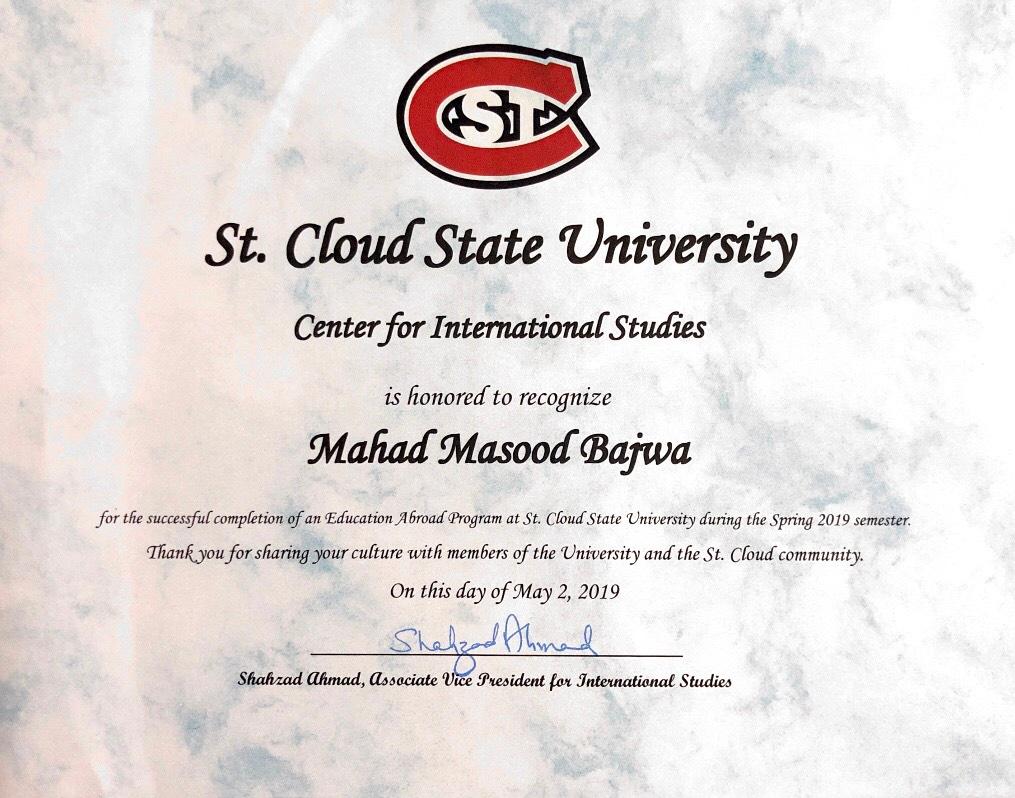 ST
C
St. Cloud State University
Center for International Studies
is honored to recognize
Mahad Masood Bajwa
for the successful completion of an Education Abroad Program at St. Cloud State University during the Spring 2019 semester.
Thank you for sharing your culture with members of the University and the St. Cloud community.
On this day of May 2, 2019
Shahzad Ahmad
Shahzad Ahmad, Associate Vice President for International Studies